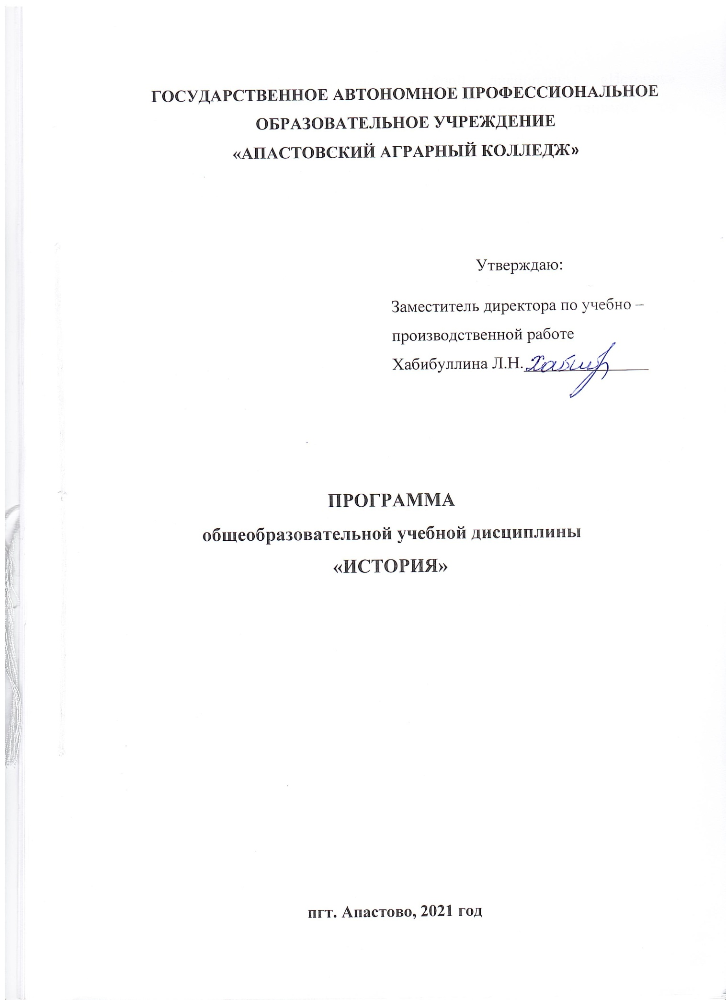 ГОСУДАРСТВЕННОЕ АВТОНОМНОЕ ПРОФЕССИОНАЛЬНОЕ
ОБРАЗОВАТЕЛЬНОЕ УЧРЕЖДЕНИЕ
«АПАСТОВСКИЙ АГРАРНЫЙ КОЛЛЕДЖ»
Утверждаю:
Заместитель директора по учебно –
производственной работе
Хабибуллина Л.Н. Хабиб
ПРОГРАММА
общеобразовательной учебной дисциплины
«ИСТОРИЯ»
пгт. Апастово, 2021 год